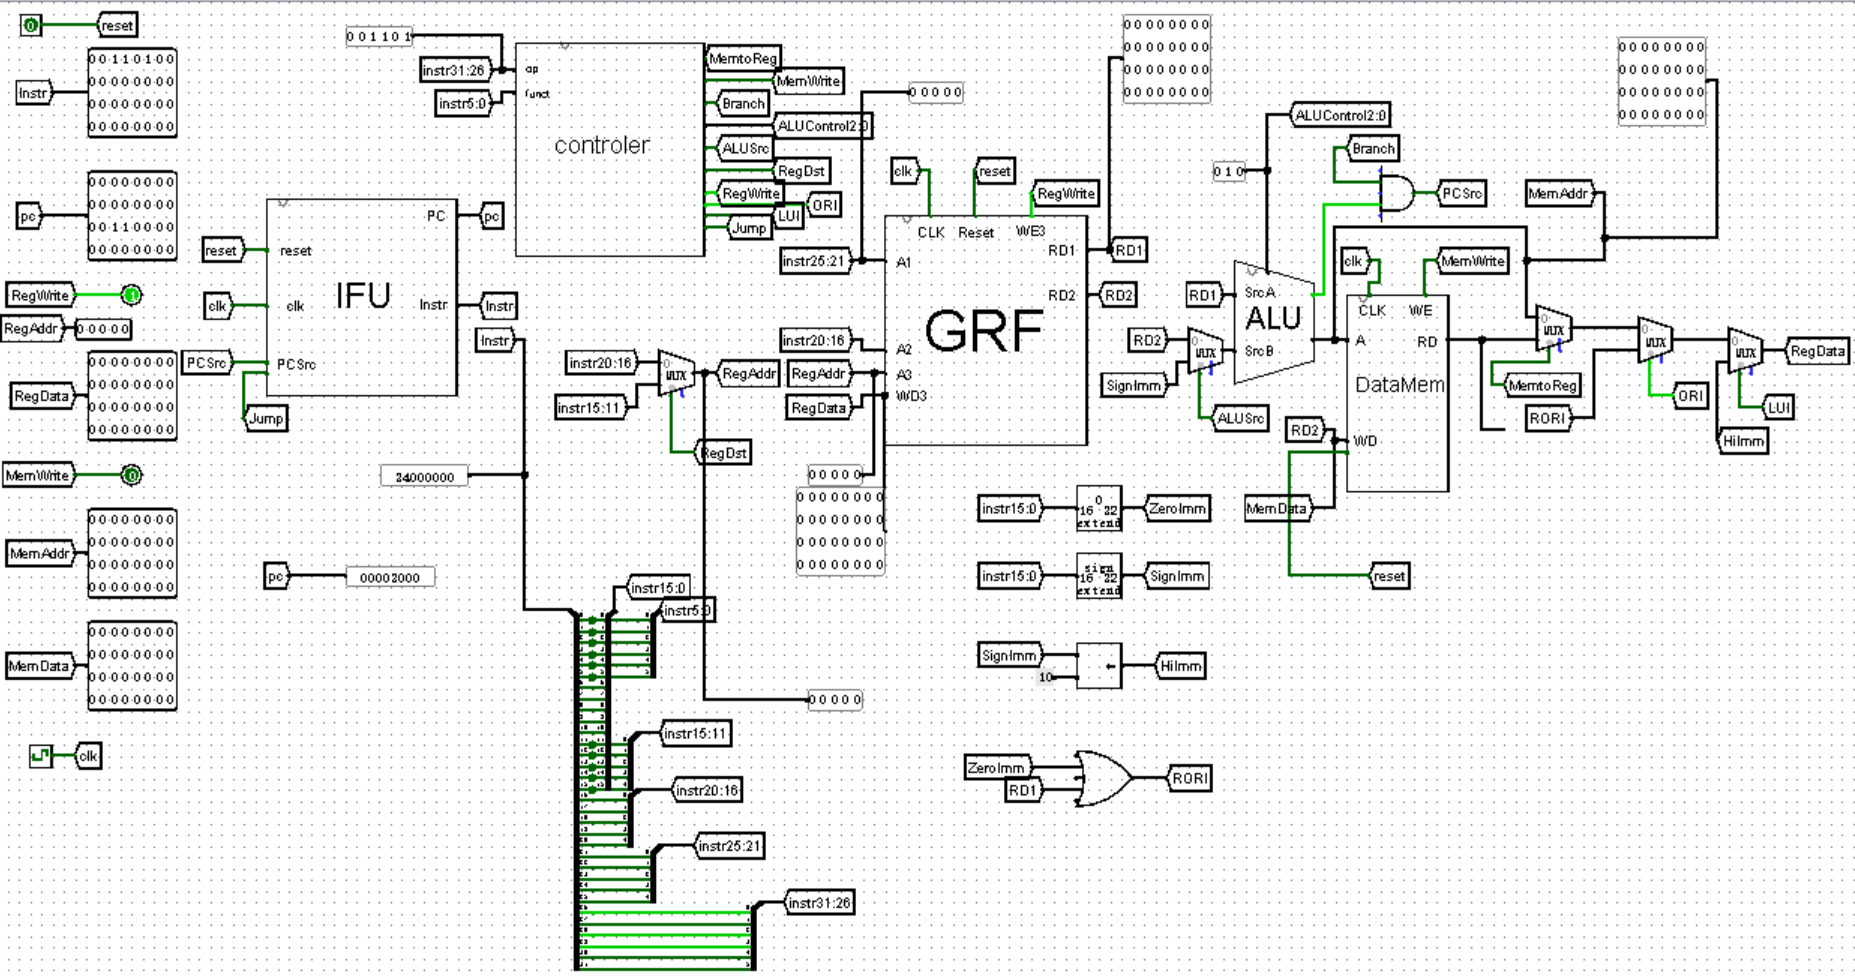 0
reset
Instr
0 0 1 1 0 1 0 0
0 0 0 0 0 0 0 0
0 0 0 0 0 0 0 0
0 0 0 0 0 0 0 0
pc
0 0 0 0 0 0 0 0
0 0 0 0 0 0 0 0
0 0 1 1 0 0 0 0
0 0 0 0 0 0 0 0
RegWrite
1
RegAddr
0 0 0 0 0
RegData
0 0 0 0 0 0 0 0
0 0 0 0 0 0 0 0
0 0 0 0 0 0 0 0
0 0 0 0 0 0 0 0
MemWrite
0
MemAddr
0 0 0 0 0 0 0 0
0 0 0 0 0 0 0 0
0 0 0 0 0 0 0 0
0 0 0 0 0 0 0 0
MemData
0 0 0 0 0 0 0 0
0 0 0 0 0 0 0 0
0 0 0 0 0 0 0 0
0 0 0 0 0 0 0 0
clk
reset
clk
PCSrc
Jump
reset
clk
PCSrc
IFU
PC
Instr
pc
Instr
Instr
34000000
pc
00003000
0 0 1 1 0 1
instr31:26
instr5:0
op
funct
controler
MemtoReg
MemWrite
Branch
ALUControl2:0
ALUSrc
RegDst
RegWrite
ORI
LUI
Jump
instr20:16
instr15:11
MUX
RegAddr
RegDst
instr15:0
instr5:0
instr15:11
instr20:16
instr25:21
instr31:26
0 0 0 0 0
0 0 0 0 0
clk
reset
RegWrite
CLK Reset WE3
instr25:21
A1
instr20:16
A2
RegAddr
A3
RegData
WD3
GRF
RD1
RD2
RD1
RD2
0 0 0 0 0
0 0 0 0 0 0 0 0
0 0 0 0 0 0 0 0
0 0 0 0 0 0 0 0
0 0 0 0 0 0 0 0
0 0 0 0 0 0 0 0
0 0 0 0 0 0 0 0
0 0 0 0 0 0 0 0
0 0 0 0 0 0 0 0
instr15:0
0
16 32
extend
ZeroImm
instr15:0
sign
16 32
extend
SignImm
SignImm
10
HiImm
ZeroImm
RD1
RORI
ALUControl2:0
0 1 0
Branch
PCSrc
RD1
RD2
SignImm
MUX
ALUSrc
SrcA
ALU
SrcB
clk
MemWrite
CLK WE
A
RD
DataMem
WD
RD2
MemData
reset
MemAddr
0 0 0 0 0 0 0 0
0 0 0 0 0 0 0 0
0 0 0 0 0 0 0 0
0 0 0 0 0 0 0 0
MUX
MemtoReg
RORI
MUX
ORI
MUX
LUI
HiImm
RegData